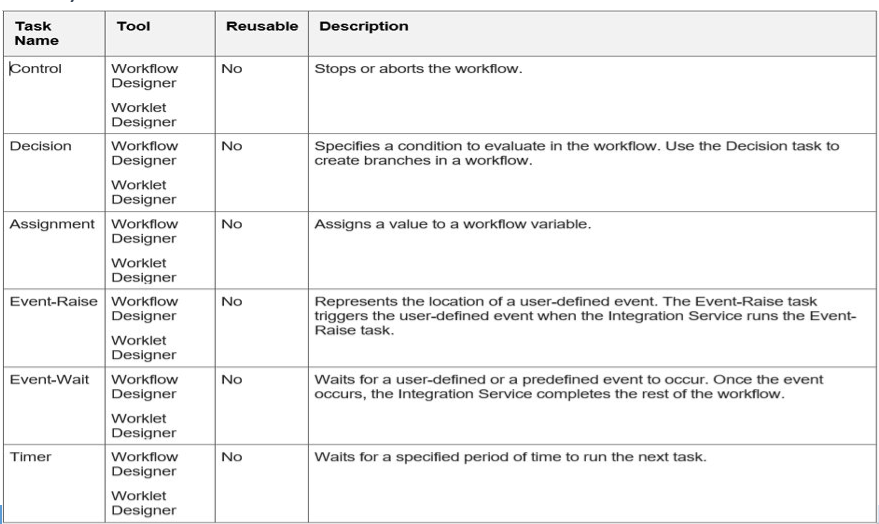 Task Name Tool Reusable Description
Control Workflow Designer No Stops or aborts the workflow.
Worklet Designer
Decision Workflow Designer No Specifies a condition to evaluate in the workflow. Use the Decision task to create branches in a workflow.
Worklet Designer
Assignment Workflow Designer No Assigns a value to a workflow variable.
Worklet Designer
Event-Raise Workflow Designer No Represents the location of a user-defined event. The Event-Raise task triggers the user-defined event when the Integration Service runs the Event-Raise task.
Worklet Designer
Event-Wait Workflow Designer No Waits for a user-defined or a predefined event to occur. Once the event occurs, the Integration Service completes the rest of the workflow.
Worklet Designer
Timer Workflow Designer No Waits for a specified period of time to run the next task.
Worklet Designer